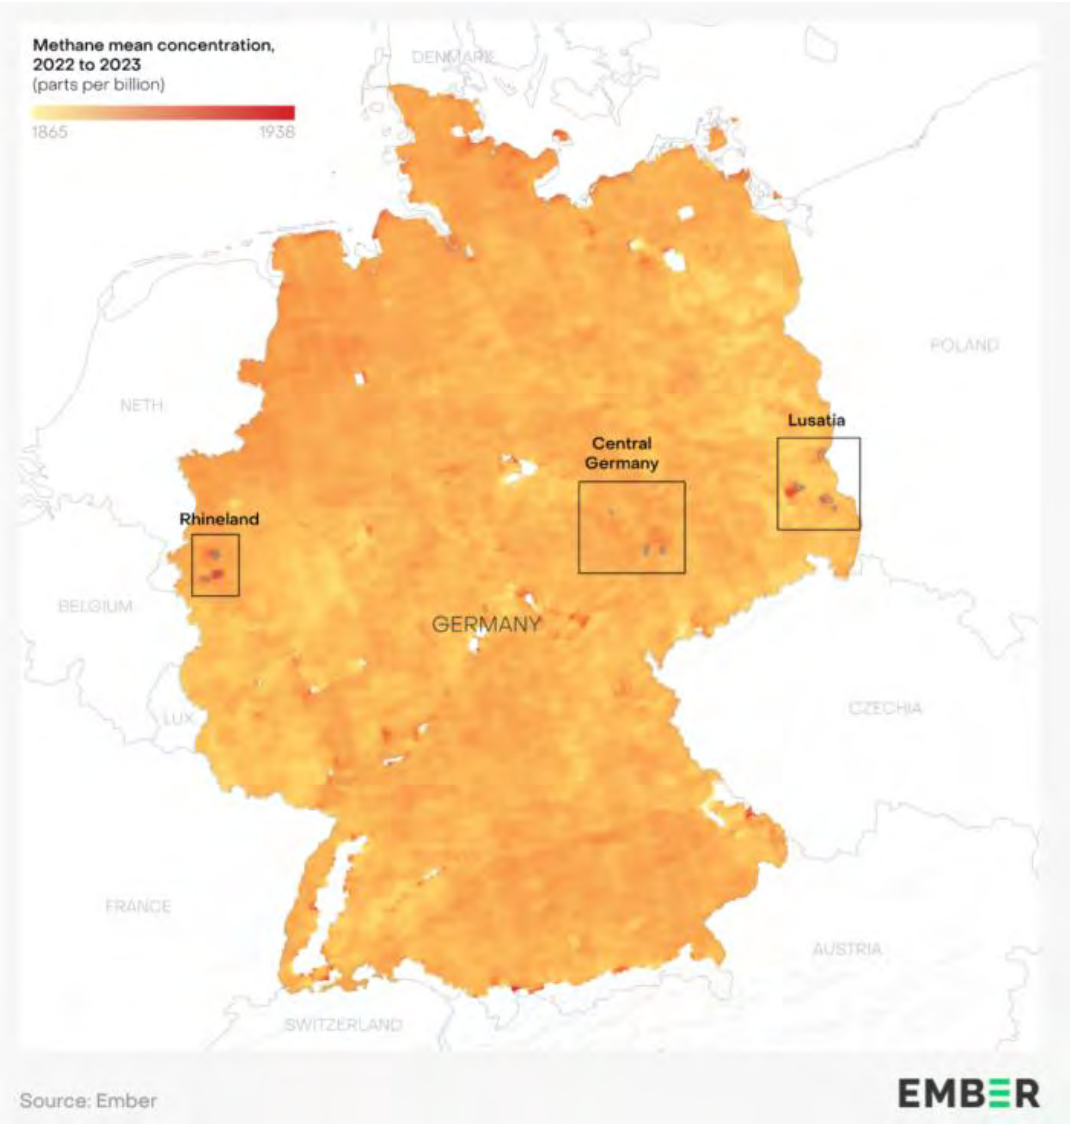 Methane mean concentration,
2022 to 2023
(parts per billion)
1865 1938
DENMARK
POLAND
NETH
Lusatia
Central
Germany
Rhineland
BELGIUM
GERMANY
LUX
CZECHIA
FRANCE
AUSTRIA
SWITZERLAND
Source: Ember
EMBER